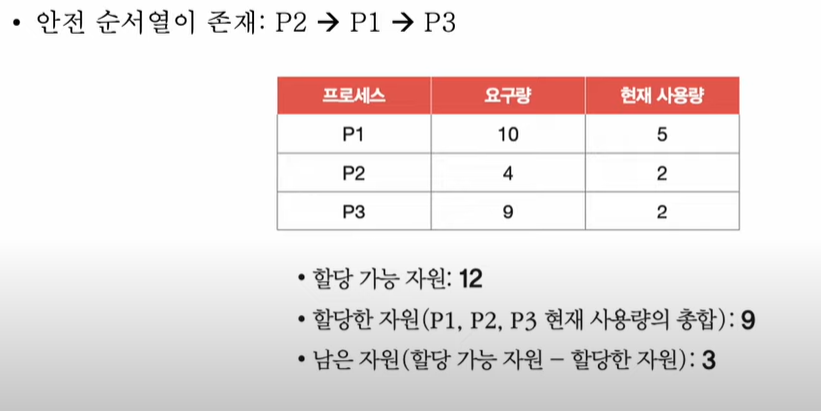 • 안전 순서열이 존재: P2 → P1 → P3
프로세스 요구량 현재 사용량
P1 10 5
P2 4 2
P3 9 2
• 할당 가능 자원: 12
• 할당한 자원(P1, P2, P3 현재 사용량의 총합): 9
• 남은 자원(할당 가능 자원 – 할당한 자원): 3